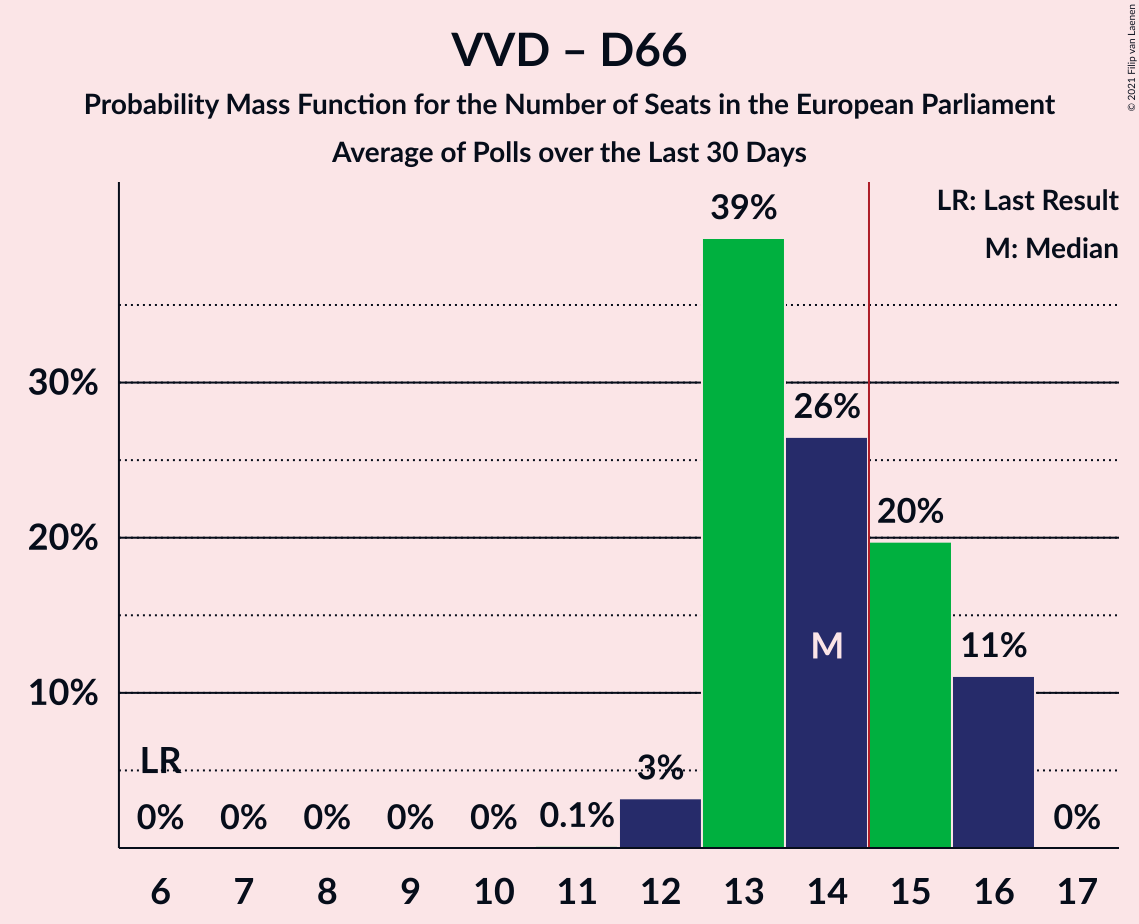 VVD – D66
Probability Mass Function for the Number of Seats in the European Parliament
Average of Polls over the Last 30 Days
© 2021 Filip van Laenen
LR: Last Result
M: Median
39%
30%
26%
20%
20%
M
11%
10%
LR
3%
0% 0% 0% 0% 0% 0.1% 0%
6 7 8 9 10 11 12 13 14 15 16 17